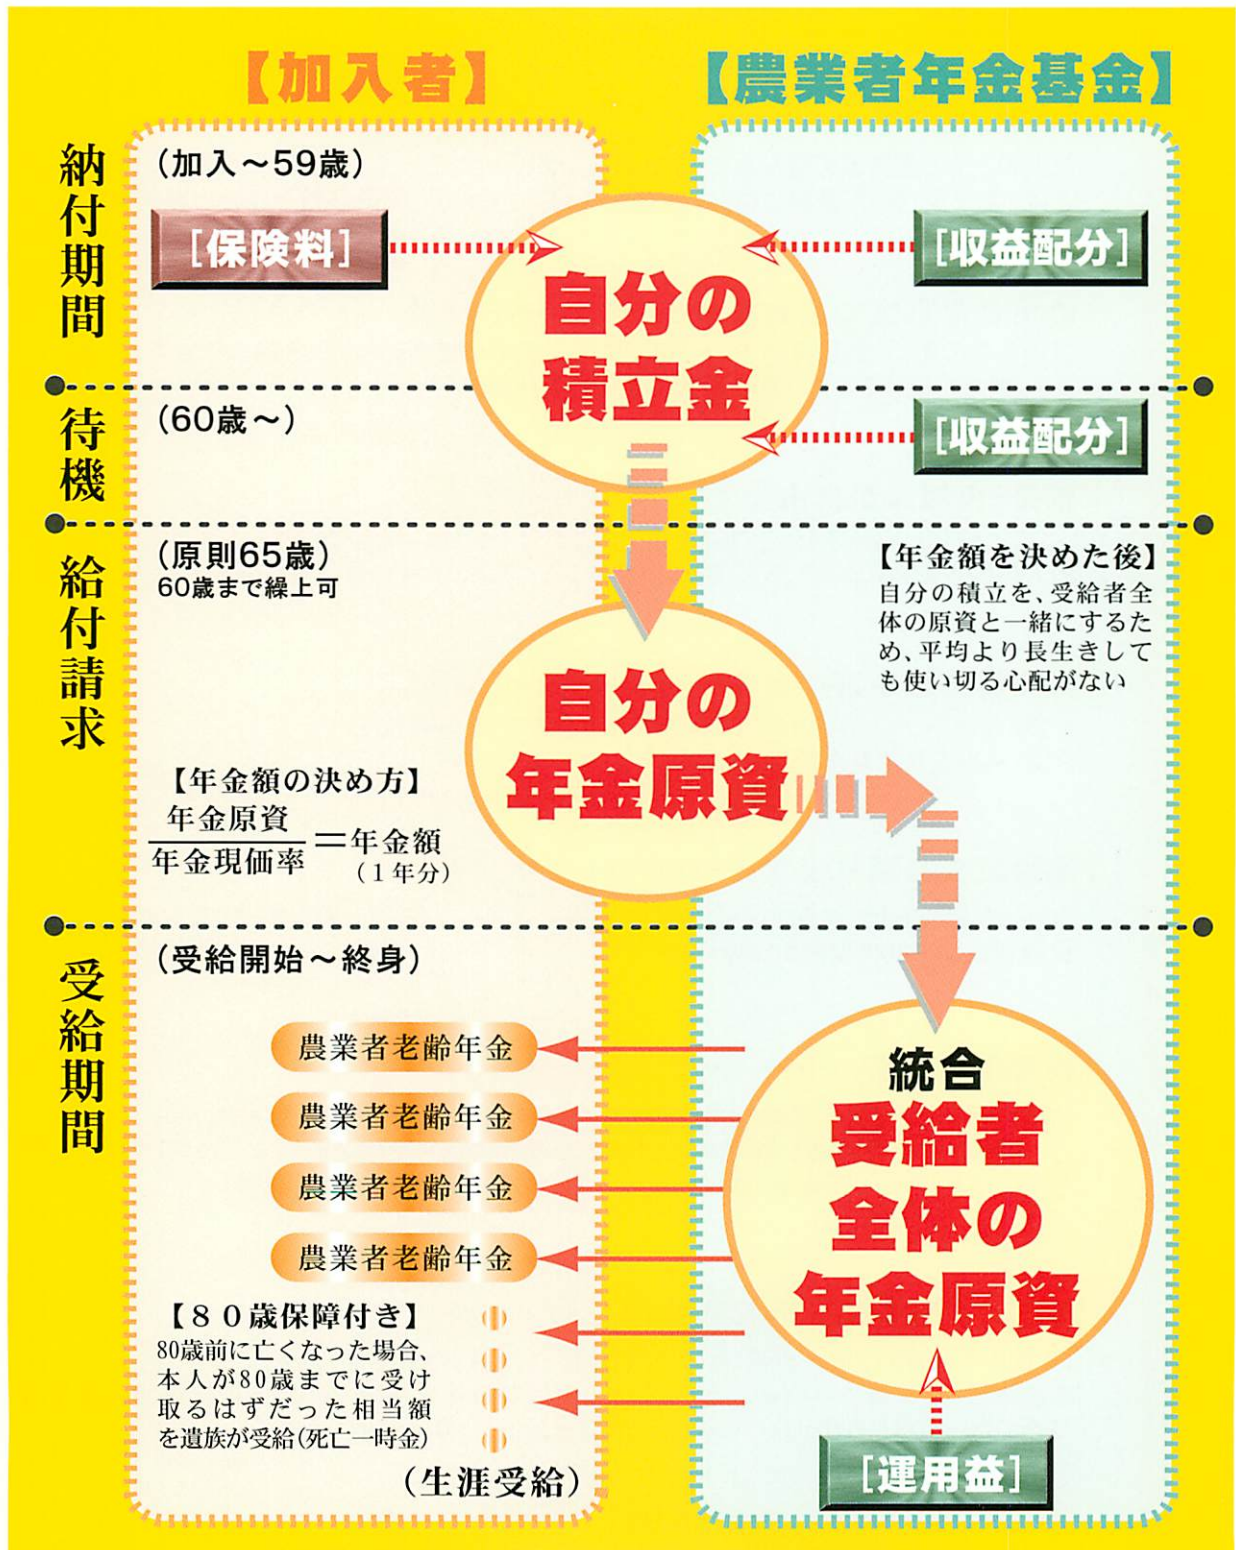 【加入者】
【農業者年金基金】
納付期間
(加入～59歳)
[保険料]
自分の
積立金
[収益配分]
待機
(60歳～)
[収益配分]
給付請求
(原則65歳)
60歳まで繰上可
【年金額を決めた後】
自分の積立を、受給者全
体の原資と一緒にするた
め、平均より長生きして
も使い切る心配がない
自分の
年金原資
【年金額の決め方】
年金原資
年金現価率
＝年金額
(１年分)
受給期間
(受給開始～終身)
農業者老齢年金
農業者老齢年金
農業者老齢年金
農業者老齢年金
統合
受給者
全体の
年金原資
【８０歳保障付き】
80歳前に亡くなった場合、
本人が80歳までに受け
取るはずだった相当額
を遺族が受給(死亡一時金)
(生涯受給)
[運用益]